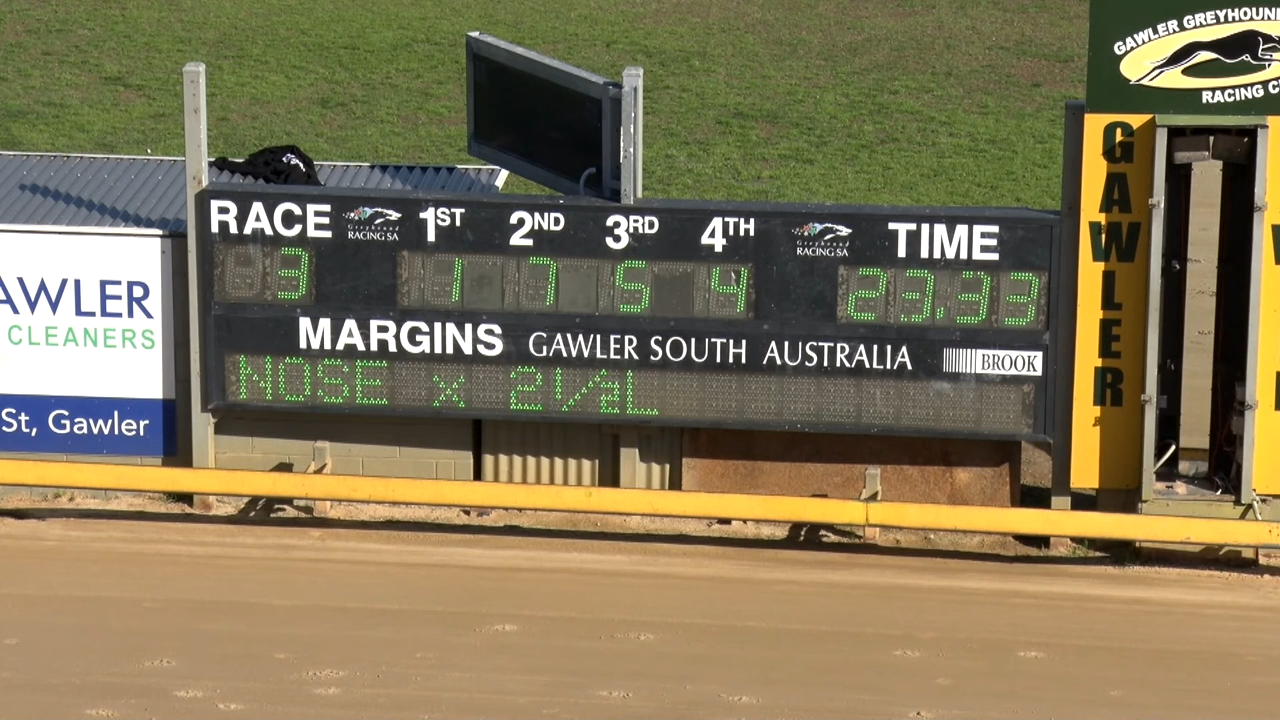 GAWLER GREYHOUN
RACING C
GAWLER
RACE 1ST 2ND 3RD 4TH TIME
Greyhound
RACING SA
Greyhound
RACING SA
3 1 7 5 4 23.33
MARGINS GAWLER SOUTH AUSTRALIA BROOK
NOSE x 2½L
AWLER
CLEANERS
St, Gawler